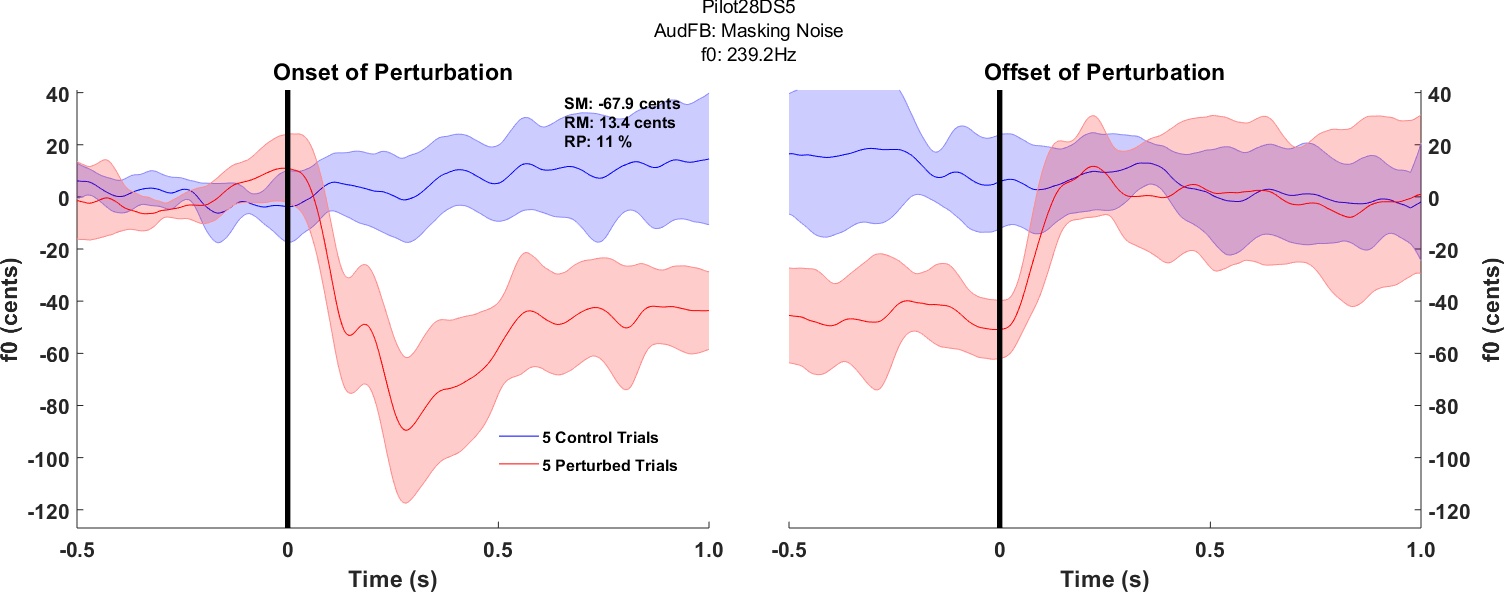 Pilot28DS5
AudFB: Masking Noise
f0: 239.2Hz
Onset of Perturbation
SM: -67.9 cents
RM: 13.4 cents
RP: 11 %
40
20
0
-20
-40
-60
-80
-100
-120
f0 (cents)
5 Control Trials
5 Perturbed Trials
-0.5
0
0.5
1.0
Time (s)
Offset of Perturbation
40
20
0
-20
-40
-60
-80
-100
-120
f0 (cents)
-0.5
0
0.5
1.0
Time (s)